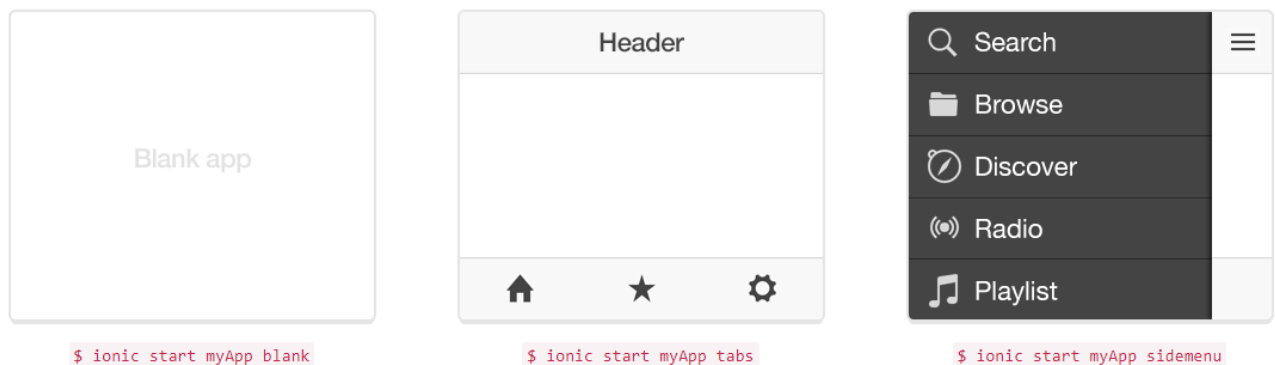 Blank app
$ ionic start myApp blank
Header
$ ionic start myApp tabs
Search
Browse
Discover
Radio
Playlist
$ ionic start myApp sidemenu